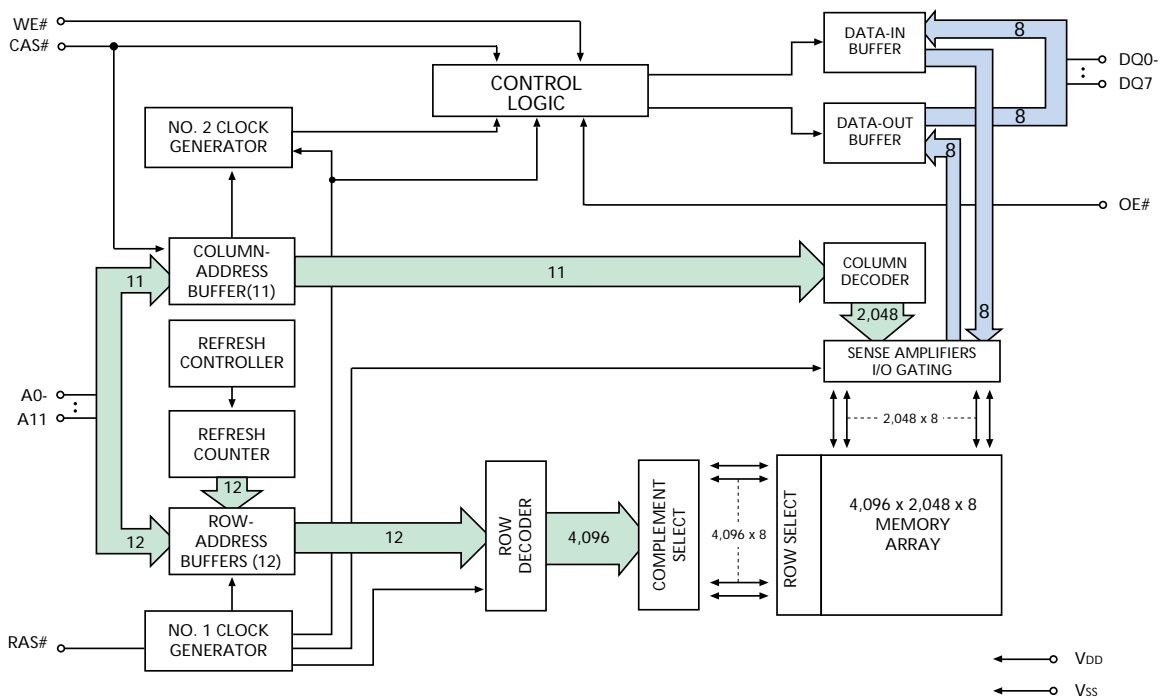 WE#
CAS#
CONTROL
LOGIC
DATA-IN
BUFFER
8
DQ0-
:
DQ7
NO. 2 CLOCK
GENERATOR
DATA-OUT
BUFFER
8
8
OE#
COLUMN-
ADDRESS
BUFFER(11)
11
11
COLUMN
DECODER
2,048
8
REFRESH
CONTROLLER
SENSE AMPLIFIERS
I/O GATING
A0-
:
A11
REFRESH
COUNTER
2,048 x 8
12
12
ROW-
ADDRESS
BUFFERS (12)
12
ROW
DECODER
4,096
COMPLEMENT
SELECT
4,096 x 8
ROW SELECT
4,096 x 2,048 x 8
MEMORY
ARRAY
RAS#
NO. 1 CLOCK
GENERATOR
VDD
VSS